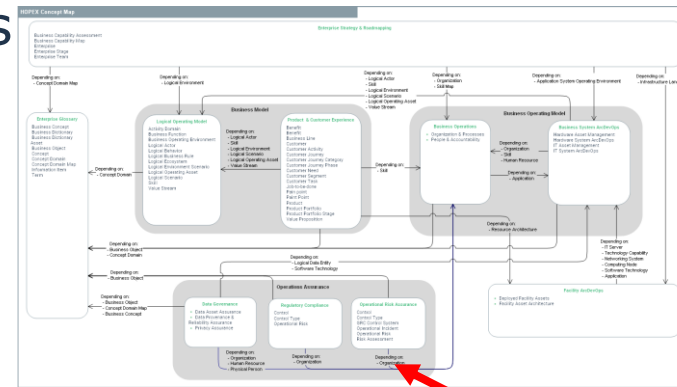 S
HOPEX Concept Map
Enterprise Strategy & Roadmapping
Business Capability Assessment
Business Capability Map
Enterprise
Enterprise Stage
Enterprise Team
Depending on:
- Concept Domain Map
Depending on:
- Logical Environment
Depending on:
- Logical Actor
- Skill
- Logical Environment
- Logical Scenario
- Logical Operating Asset
- Value Stream
Depending on:
- Organization
- Skill Map
Depending on:
- Application System Operating Environment
Depending on:
- Infrastructure Lan
Enterprise Glossary
Business Concept
Business Dictionary
Business Dictionary
Asset
Business Object
Concept
Concept Domain
Concept Domain Map
Information Item
Term
Depending on:
- Concept Domain
Business Model
Logical Operating Model
Activity Domain
Business Function
Business Operating Environment
Logical Actor
Logical Behavior
Logical Business Rule
Logical Ecosystem
Logical Environment Scenario
Logical Operating Asset
Logical Scenario
Skill
Value Stream
Depending on:
- Logical Actor
- Skill
- Logical Environment
- Logical Scenario
- Logical Operating Asset
- Value Stream
Product & Customer Experience
Benefit
Benefit
Business Line
Customer
Customer Activity
Customer Journey
Customer Journey Category
Customer Journey Phase
Customer Need
Customer Segment
Customer Task
Pain Point
Product
Product Portfolio
Product Portfolio Stage
Value Proposition
Depending on:
- Skill
Business Operating Model
Business Operations
Organization & Processes
People & Accountability
Depending on:
- Organization
- Skill
- Human Resource
Depending on:
- Application
Business System ArcDevOps
Hardware Asset Management
Hardware System ArcDevOps
IT Asset Management
IT System ArcDevOps
Depending on:
- Resource Architecture
Depending on:
- IT Server
- Technology Capability
- Networking System
- Computing Node
- Software Technology
- Application
Depending on:
- Business Object
- Concept Domain
Depending on:
- Logical Data Entity
- Software Technology
Depending on:
- Business Object
Depending on:
- Business Object
- Concept Domain Map
- Business Concept
Operations Assurance
Data Governance
Data Asset Assurance
Data Provenance &
Reliability Assurance
Privacy Assurance
Regulatory Compliance
Control
Control Type
Operational Risk
Operational Risk Assurance
Control
Control Type
GRC Control System
Operational Incident
Operational Risk
Risk Assessment
Facility ArcDevOps
Deployed Facility Assets
Facility Asset Architecture
Depending on:
- Organization
- Human Resource
- Physical Person
Depending on:
- Organization
Depending on:
- Organization